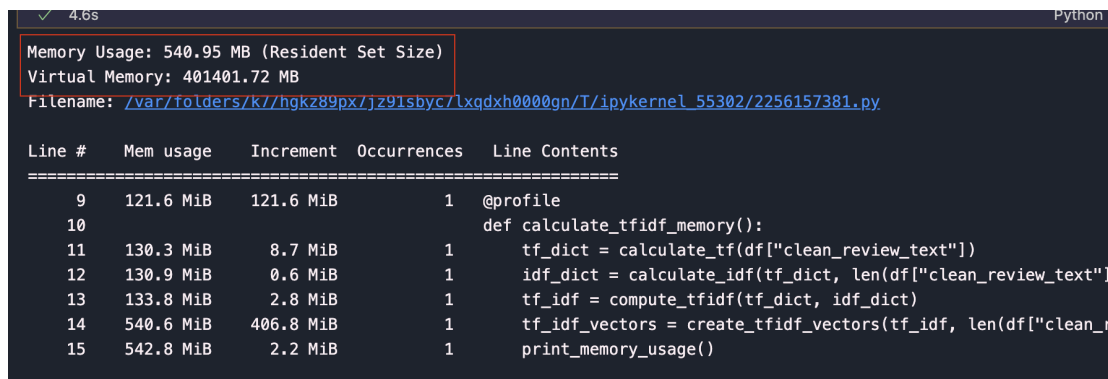 ✓ 4.6s Python
Memory Usage: 540.95 MB (Resident Set Size)
Virtual Memory: 401401.72 MB
Filename: /var/folders/k7/hgkz89px7jz91sbyc7lxqdxh0000gn/T/ipykernel_55302/2256157381.py
Line # Mem usage Increment Occurrences Line Contents
=============================================================
9 121.6 MiB 121.6 MiB 1 @profile
10 def calculate_tfidf_memory():
11 130.3 MiB 8.7 MiB 1 tf_dict = calculate_tf(df["clean_review_text"])
12 130.9 MiB 0.6 MiB 1 idf_dict = calculate_idf(tf_dict, len(df["clean_review_text"]
13 133.8 MiB 2.8 MiB 1 tf_idf = compute_tfidf(tf_dict, idf_dict)
14 540.6 MiB 406.8 MiB 1 tf_idf_vectors = create_tfidf_vectors(tf_idf, len(df["clean_r
15 542.8 MiB 2.2 MiB 1 print_memory_usage()